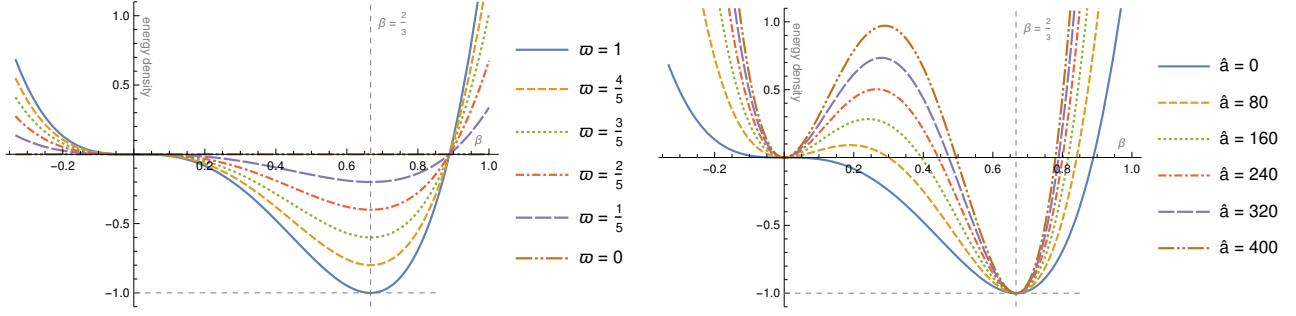 energy density
β = 2/3
β
1.0
0.5
-0.5
-1.0
-0.2
0.2
0.4
0.6
0.8
1.0
ϖ = 1
ϖ = 4/5
ϖ = 3/5
ϖ = 2/5
ϖ = 1/5
ϖ = 0
energy density
β = 2/3
β
1.0
0.5
-0.5
-1.0
-0.2
0.2
0.4
0.6
0.8
1.0
â = 0
â = 80
â = 160
â = 240
â = 320
â = 400